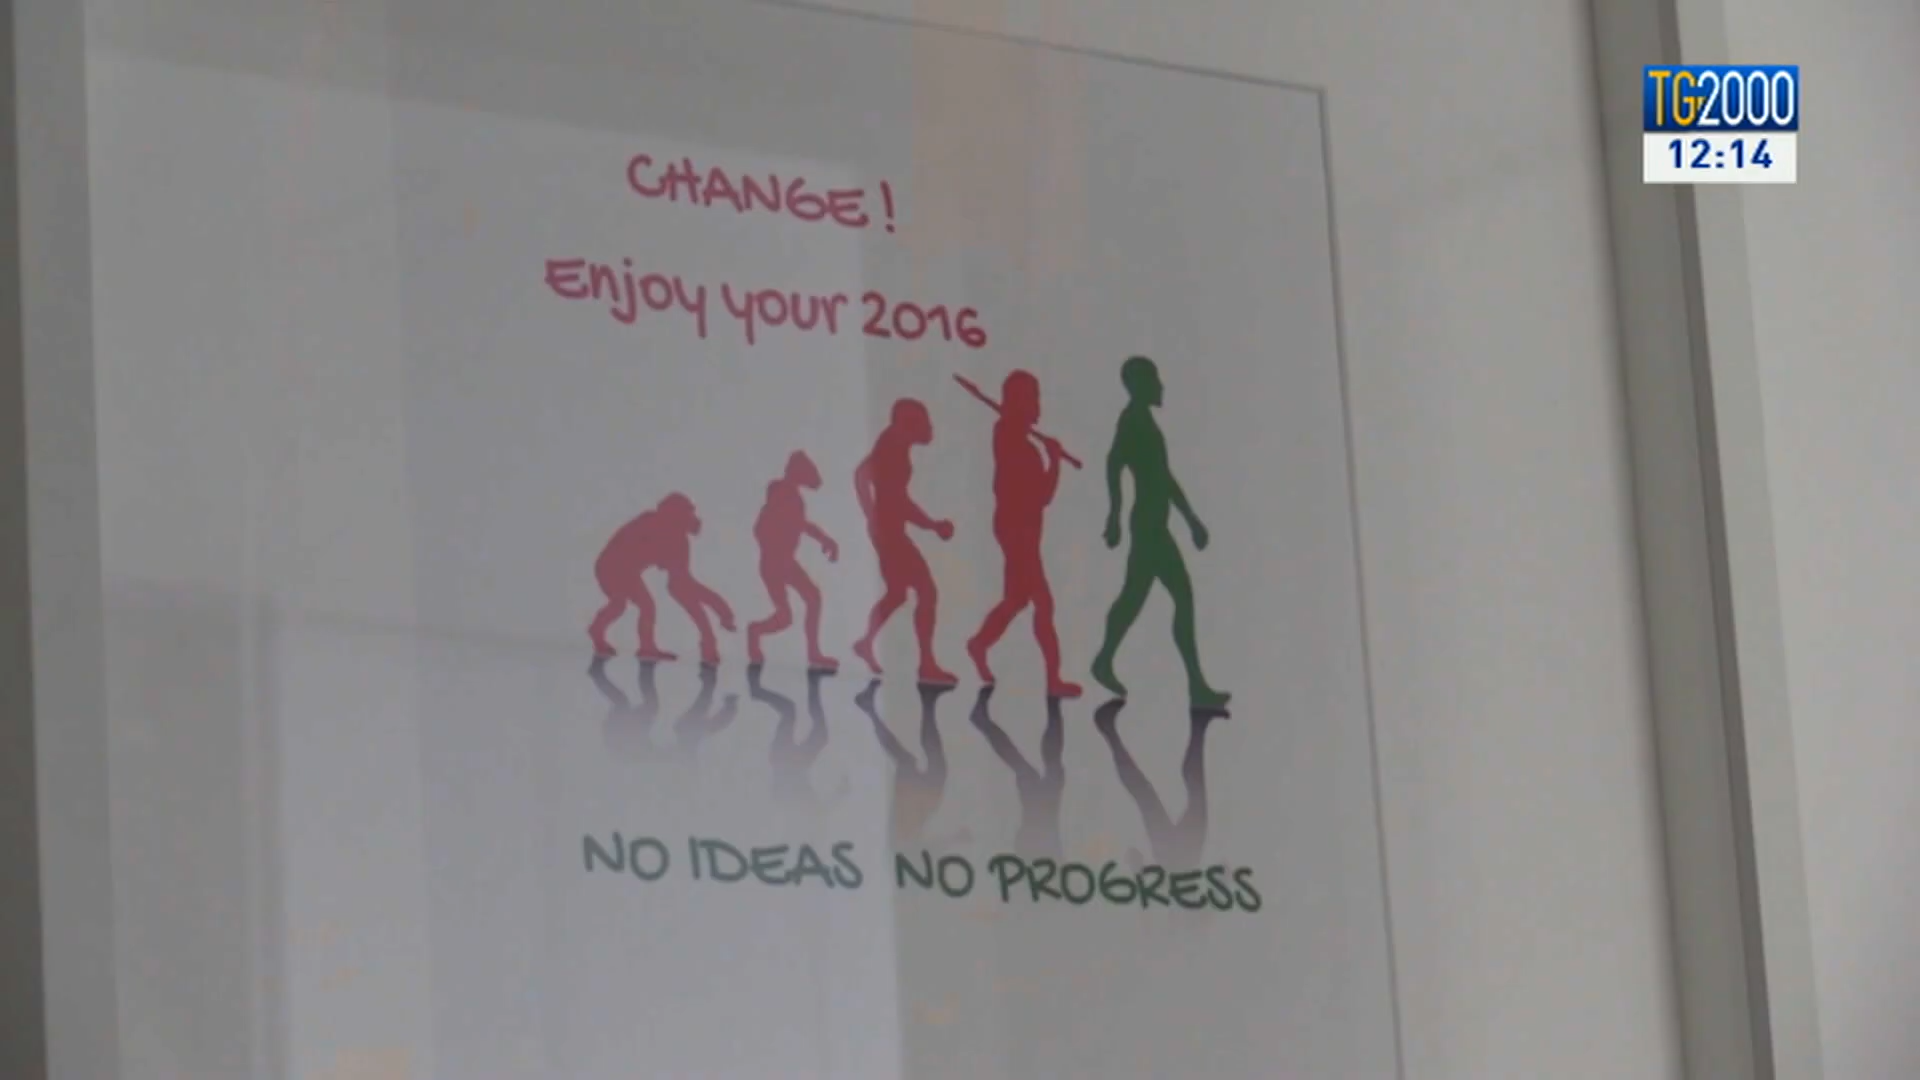 CHANGE!
Enjoy your 2016
NO IDEAS NO PROGRESS
TG2000
12:14